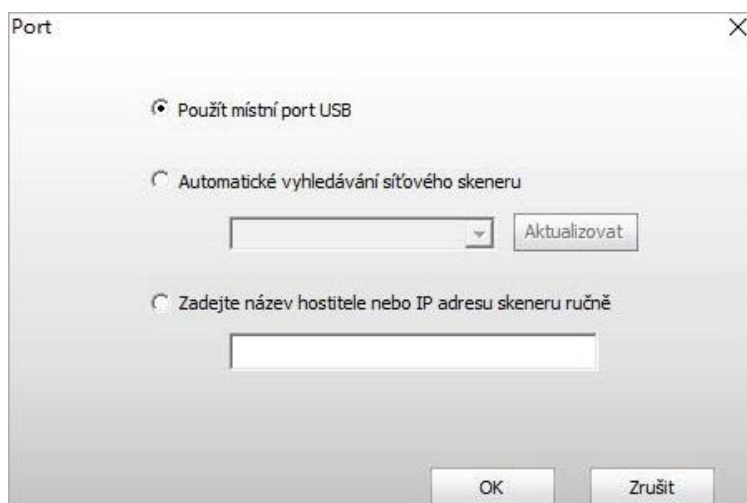 Port
Použít místní port USB
Automatické vyhledávání síťového skeneru
Aktualizovat
Zadejte název hostitele nebo IP adresu skeneru ručně
OK Zrušit